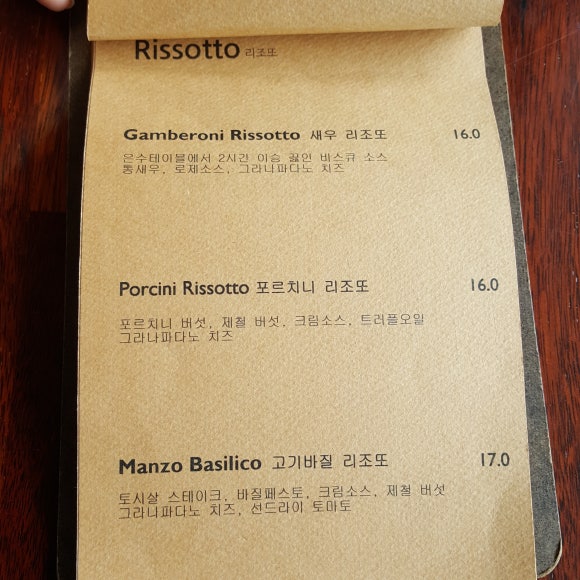 Rissotto 리조또
Gamberoni Rissotto 새우 리조또 16.0
은수테이블에서 2시간 이승 끓인 비스큐 소스
통새우, 로제소스, 그라나파다노 치즈
Porcini Rissotto 포르치니 리조또 16.0
포르치니 버섯, 제철 버섯, 크림소스, 트러플오일
그라나파다노 치즈
Manzo Basilico 고기바질 리조또 17.0
토시살 스테이크, 바질페스토, 크림소스, 제철 버섯
그라나파다노 치즈, 선드라이 토마토